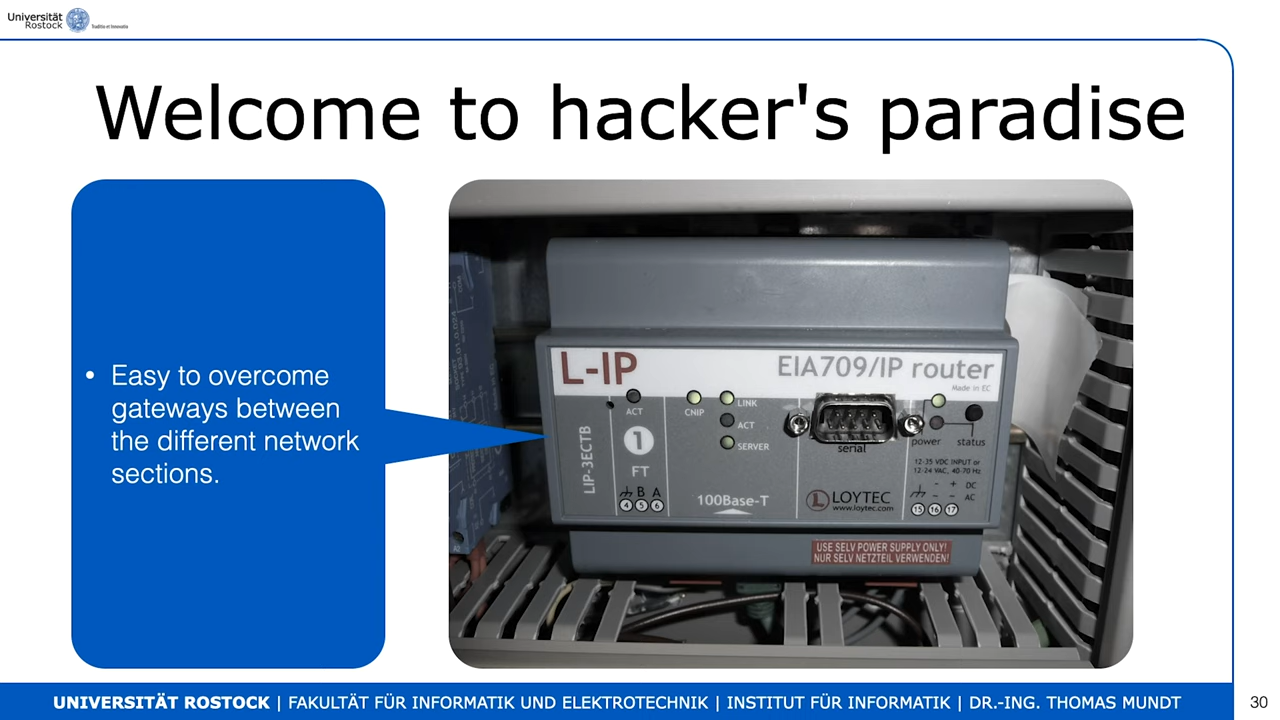 Universität
Rostock
Traditio et Innovatio
Welcome to hacker's paradise
• Easy to overcome
gateways between
the different network
sections.
L-IP
EIA709/IP router
Made in EC
ACT
CNIP
LINK
ACT
SERVER
LIP-3ECTB
1
FT
B A
4 5 6
100Base-T
serial
power
status
12-35 VDC INPUT or
12-24 VAC, 40-70 Hz
- + DC
- - AC
15 16 17
L LOYTEC
www.loytec.com
USE SELV POWER SUPPLY ONLY!
NUR SELV NETZTEIL VERWENDEN!
UNIVERSITÄT ROSTOCK | FAKULTÄT FÜR INFORMATIK UND ELEKTROTECHNIK | INSTITUT FÜR INFORMATIK | DR.-ING. THOMAS MUNDT
30